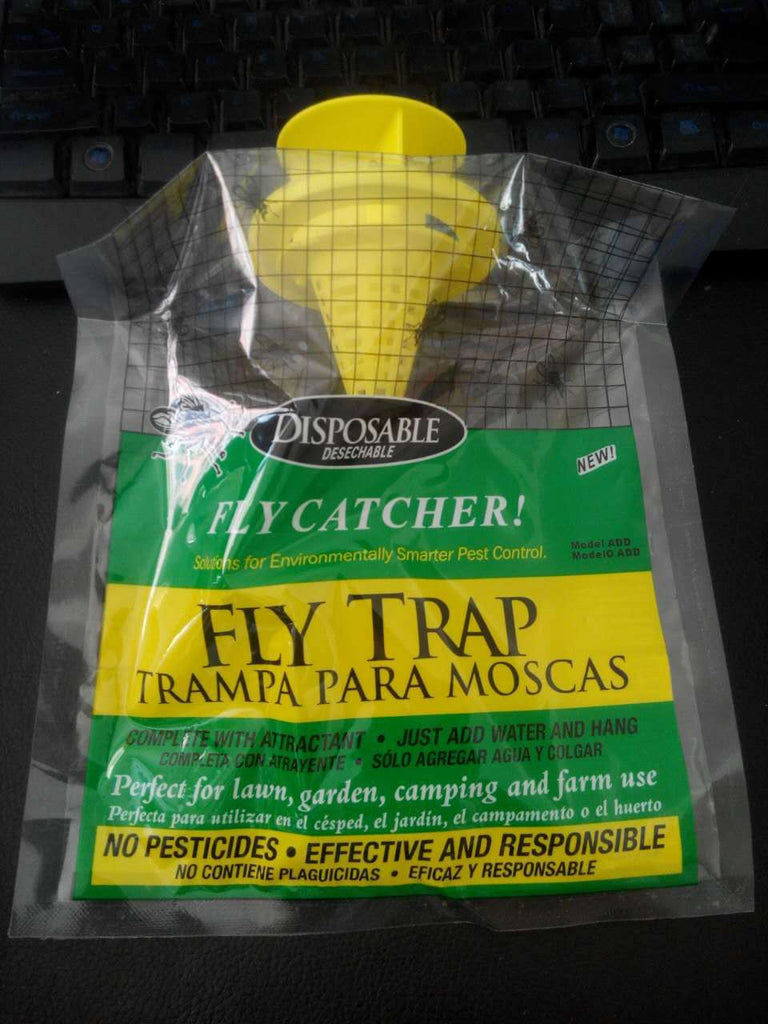 DISPOSABLE
DESECHABLE
NEW!
FLY CATCHER!
Solutions for Environmentally Smarter Pest Control.
Model ADD
ModelO ADD
FLY TRAP
TRAMPA PARA MOSCAS
COMPLETE WITH ATTRACTANT • JUST ADD WATER AND HANG
COMPLETA CON ATRAYENTE • SÓLO AGREGAR AGUA Y COLGAR
Perfect for lawn, garden, camping and farm use
Perfecta para utilizar en el césped, el jardín, el campamento o el huerto
NO PESTICIDES • EFFECTIVE AND RESPONSIBLE
NO CONTIENE PLAGUICIDAS • EFICAZ Y RESPONSABLE